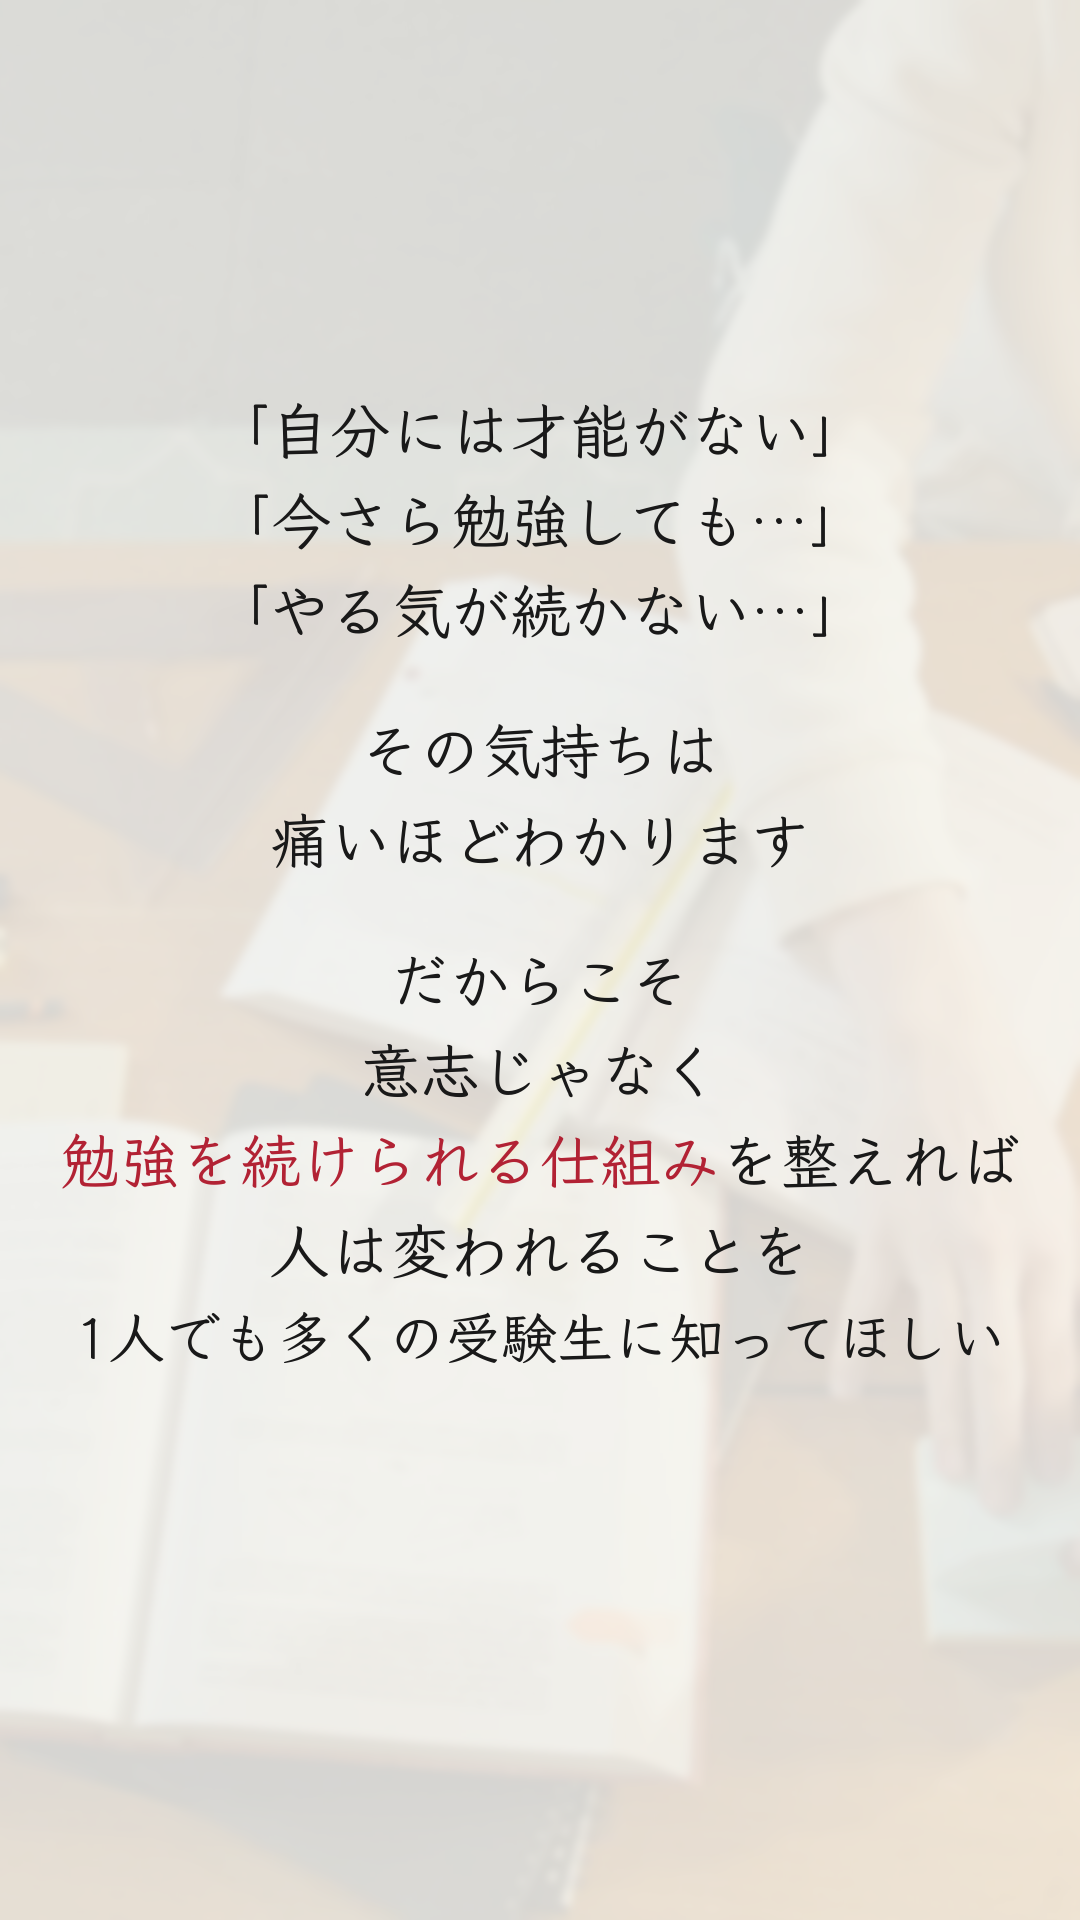 「自分には才能がない」
「今さら勉強しても…」
「やる気が続かない…」
その気持ちは
痛いほどわかります
だからこそ
意志じゃなく
勉強を続けられる仕組みを整えれば
人は変われることを
1人でも多くの受験生に知ってほしい